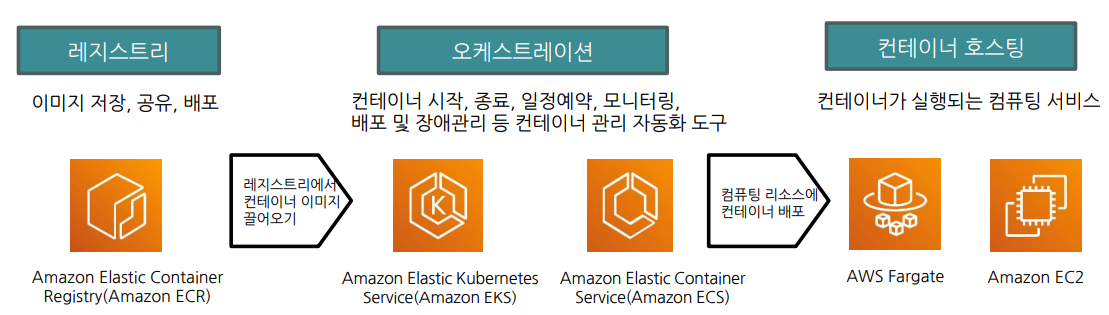 레지스트리
이미지 저장, 공유, 배포
Amazon Elastic Container
Registry(Amazon ECR)
레지스트리에서
컨테이너 이미지
끌어오기
오케스트레이션
컨테이너 시작, 종료, 일정예약, 모니터링,
배포 및 장애관리 등 컨테이너 관리 자동화 도구
K
Amazon Elastic Kubernetes
Service(Amazon EKS)
Amazon Elastic Container
Service(Amazon ECS)
컴퓨팅 리소스에
컨테이너 배포
컨테이너 호스팅
컨테이너가 실행되는 컴퓨팅 서비스
AWS Fargate
Amazon EC2